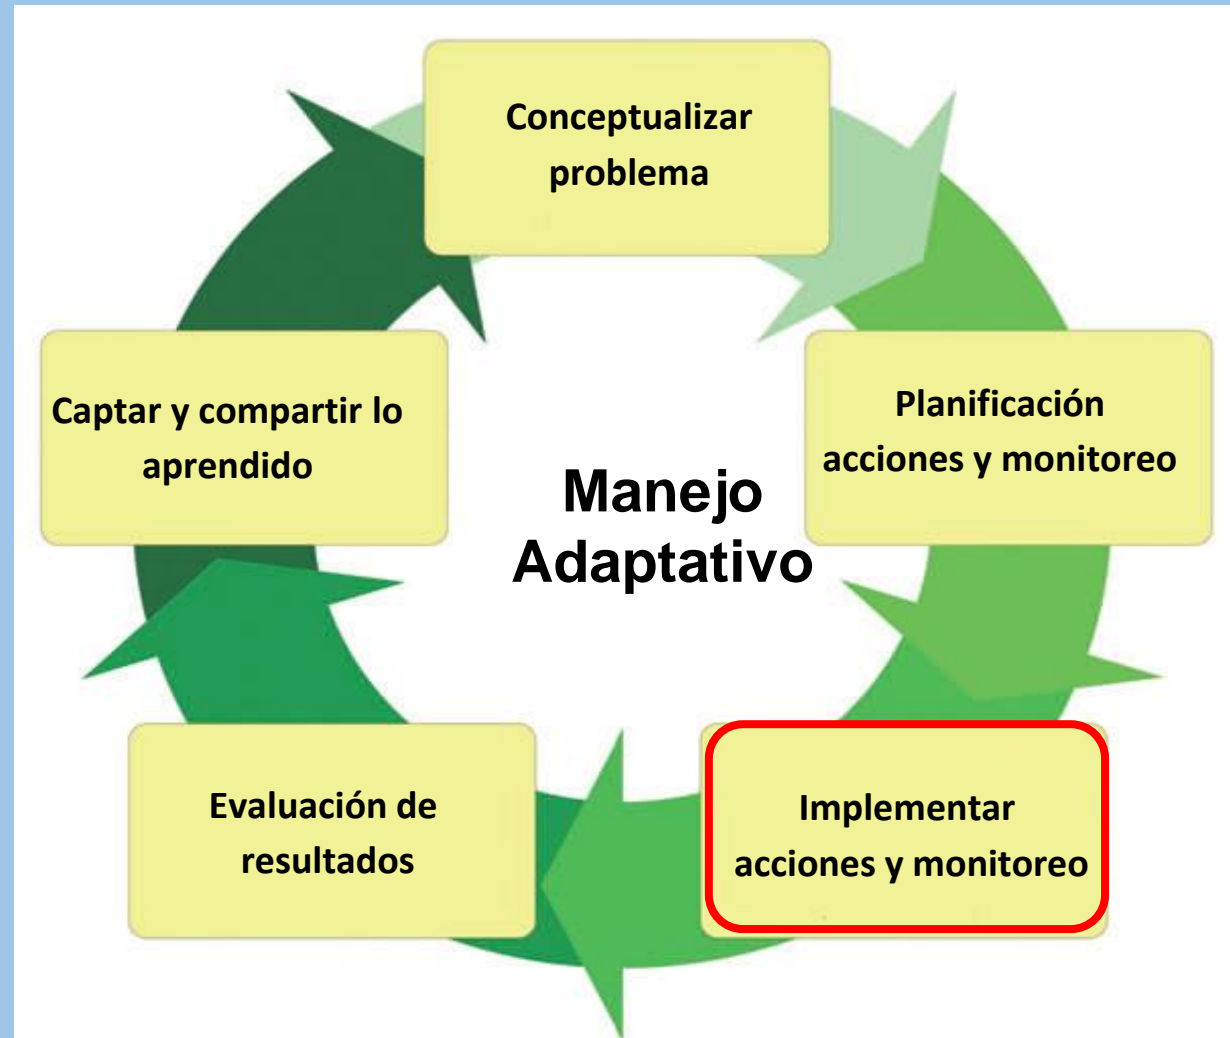 Conceptualizar
problema
Planificación
acciones y monitoreo
Implementar
acciones y monitoreo
Evaluación de
resultados
Captar y compartir lo
aprendido
Manejo
Adaptativo